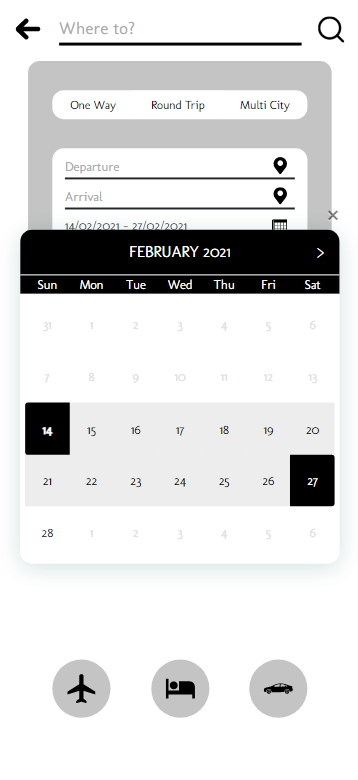 Where to?
One Way Round Trip Multi City
Departure
Arrival
14/02/2021 - 27/02/2021
FEBRUARY 2021
Sun Mon Tue Wed Thu Fri Sat
31 1 2 3 4 5 6
7 8 9 10 11 12 13
14 15 16 17 18 19 20
21 22 23 24 25 26 27
28 1 2 3 4 5 6